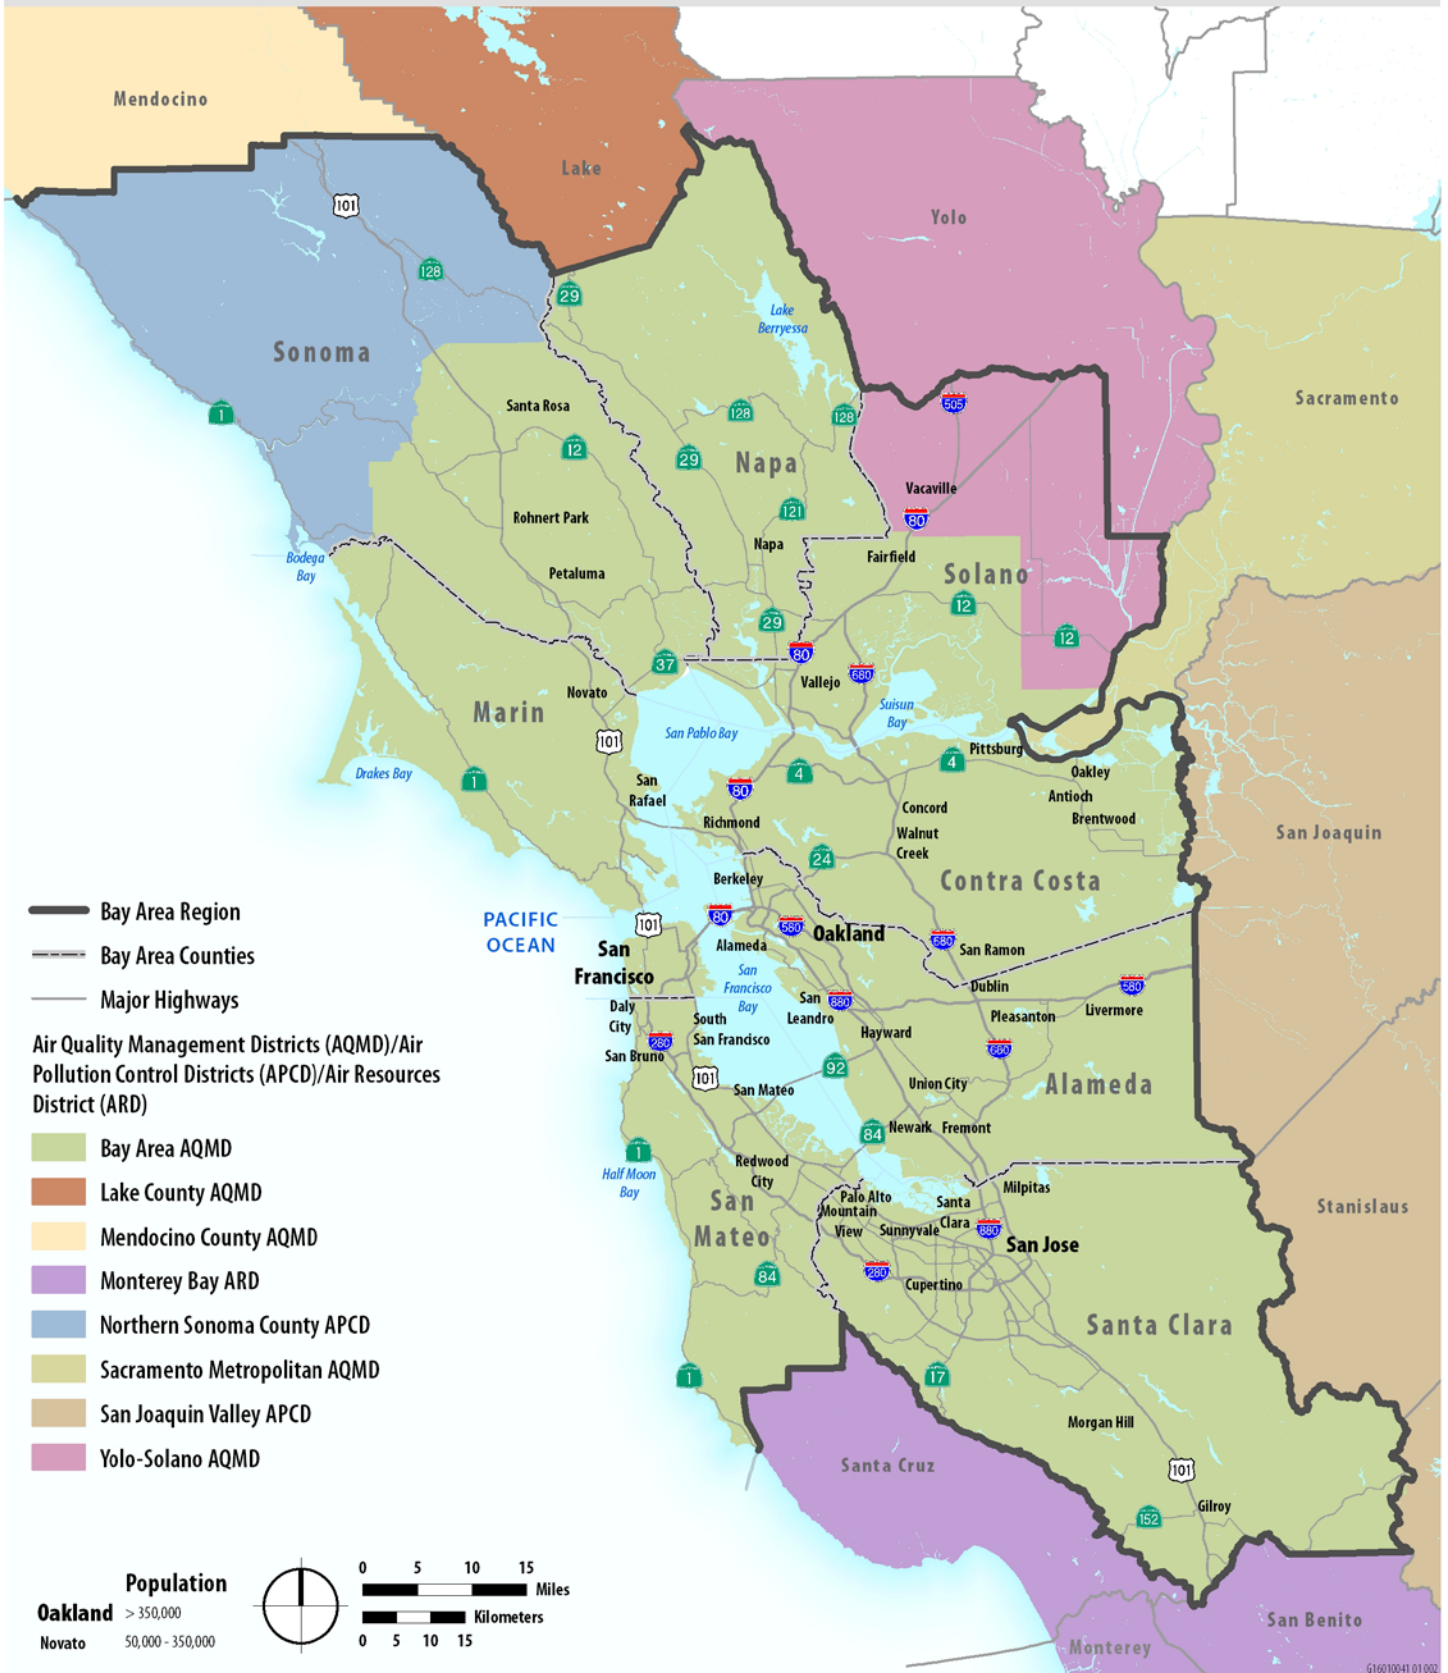 Mendocino
Lake
101
Yolo
128
29
Lake
Berryessa
Sonoma
Sacramento
1
505
Santa Rosa
128
128
12
29
Napa
Vacaville
121
80
Rohnert Park
Napa
Fairfield
Bodega
Bay
Petaluma
Solano
12
29
12
37
80
680
Vallejo
Novato
Suisun
Bay
Marin
San Pablo Bay
101
Pittsburg
4
4
Oakley
Drakes Bay
1
San
Rafael
80
Antioch
Concord
Brentwood
Richmond
Walnut
Creek
San Joaquin
24
Berkeley
Contra Costa
Bay Area Region
PACIFIC
OCEAN
101
80
580
Oakland
680
Alameda
San Ramon
San
Francisco
Bay Area Counties
San
Francisco
Bay
Dublin
580
Major Highways
Daly
City
San
Leandro
880
South
San Francisco
Pleasanton
Livermore
Hayward
280
680
San Bruno
Air Quality Management Districts (AQMD)/Air
Pollution Control Districts (APCD)/Air Resources
District (ARD)
92
101
San Mateo
Union City
Alameda
84
Newark
Fremont
Bay Area AQMD
1
Half Moon
Bay
Redwood
City
Lake County AQMD
Palo Alto
Mountain
View
Santa
Clara
Milpitas
San
Mateo
Sunnyvale
880
Stanislaus
Mendocino County AQMD
San Jose
280
84
Cupertino
Monterey Bay ARD
Northern Sonoma County APCD
Santa Clara
Sacramento Metropolitan AQMD
1
17
San Joaquin Valley APCD
Morgan Hill
Yolo-Solano AQMD
Santa Cruz
101
Gilroy
152
Population
Oakland > 350,000
Novato 50,000 - 350,000
0 5 10 15
Miles
Kilometers
0 5 10 15
San Benito
Monterey
G16010041 01 002